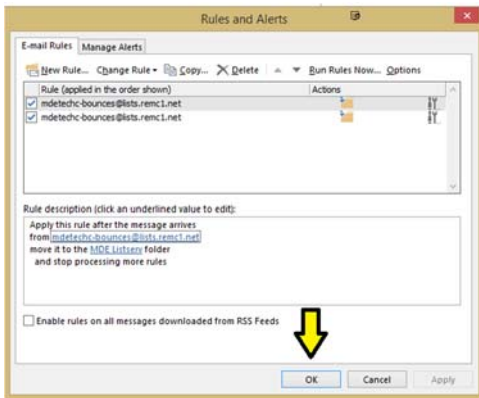 Rules and Alerts
E-mail Rules Manage Alerts
New Rule... Change Rule Copy... Delete Run Rules Now... Options
Rule (applied in the order shown) Actions
mdetechc-bounces@lists.remc1.net
mdetechc-bounces@lists.remc1.net
Rule description (click an underlined value to edit):
Apply this rule after the message arrives
from mdetechc-bounces@lists.remc1.net
move it to the MDE Listserv folder
and stop processing more rules
Enable rules on all messages downloaded from RSS Feeds
OK Cancel Apply